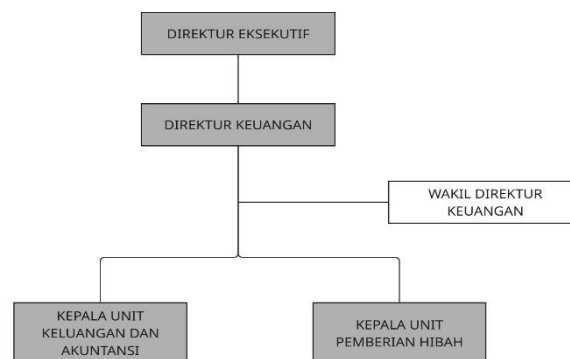 DIREKTUR EKSEKUTIF
DIREKTUR KEUANGAN
WAKIL DIREKTUR
KEUANGAN
KEPALA UNIT
KELUANGAN DAN
AKUNTANSI
KEPALA UNIT
PEMBERIAN HIBAH